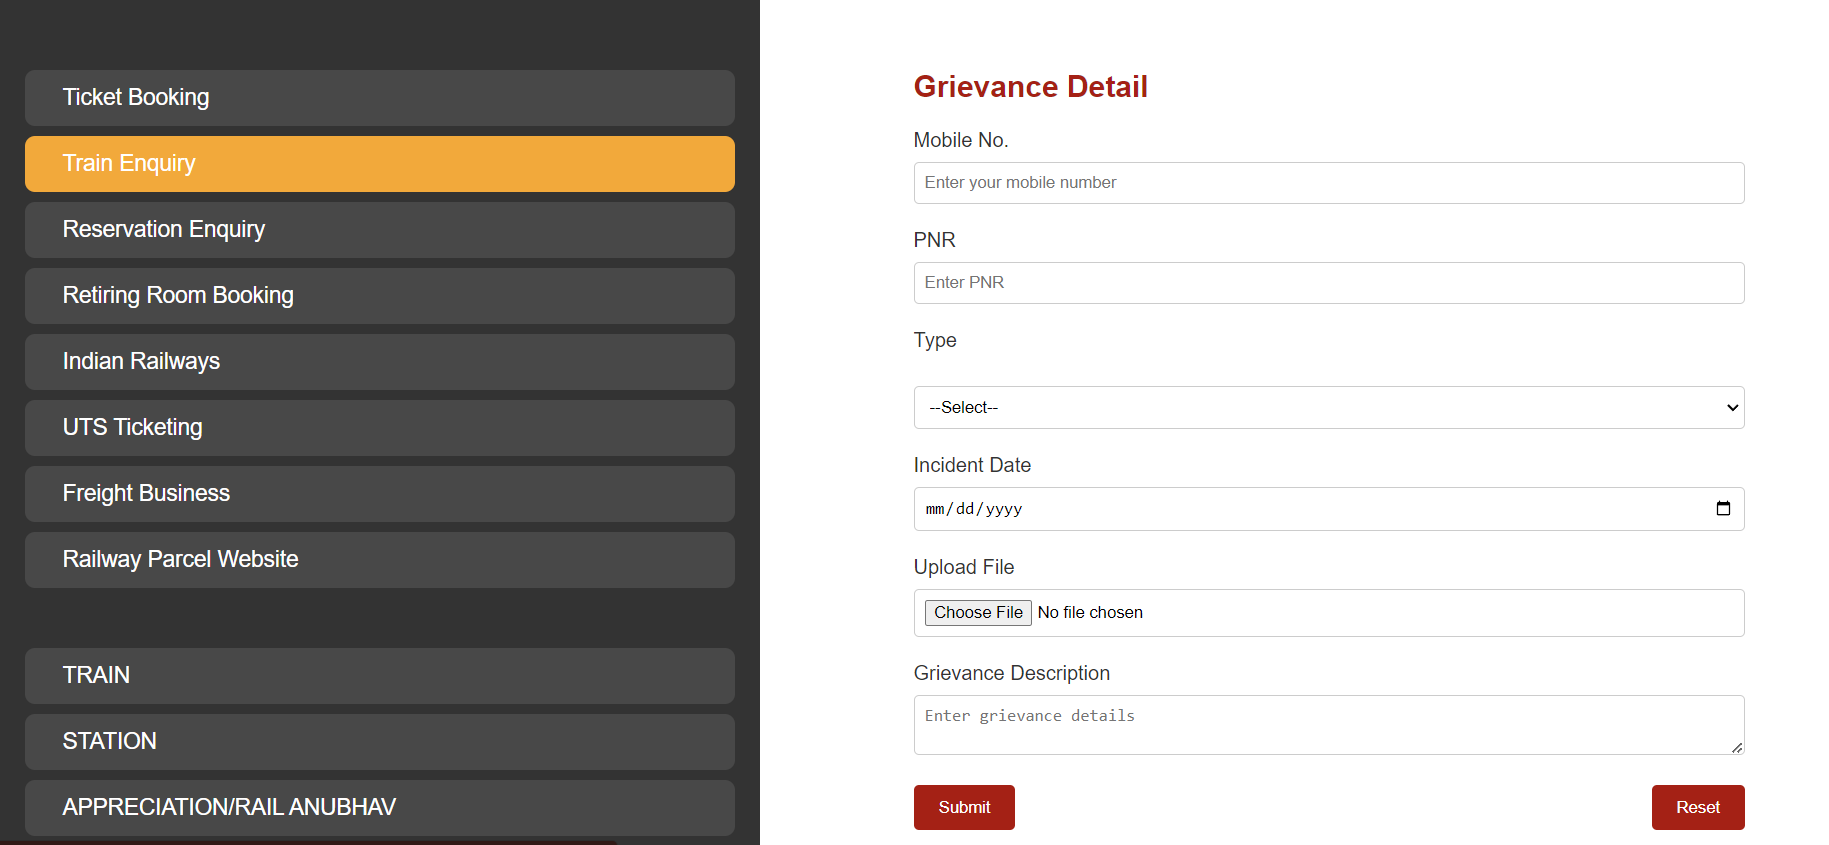 Ticket Booking
Train Enquiry
Reservation Enquiry
Retiring Room Booking
Indian Railways
UTS Ticketing
Freight Business
Railway Parcel Website
TRAIN
STATION
APPRECIATION/RAIL ANUBHAV
Grievance Detail
Mobile No.
Enter your mobile number
PNR
Enter PNR
Type
--Select--
Incident Date
mm/dd/yyyy
Upload File
Choose File No file chosen
Grievance Description
Enter grievance details
Submit Reset